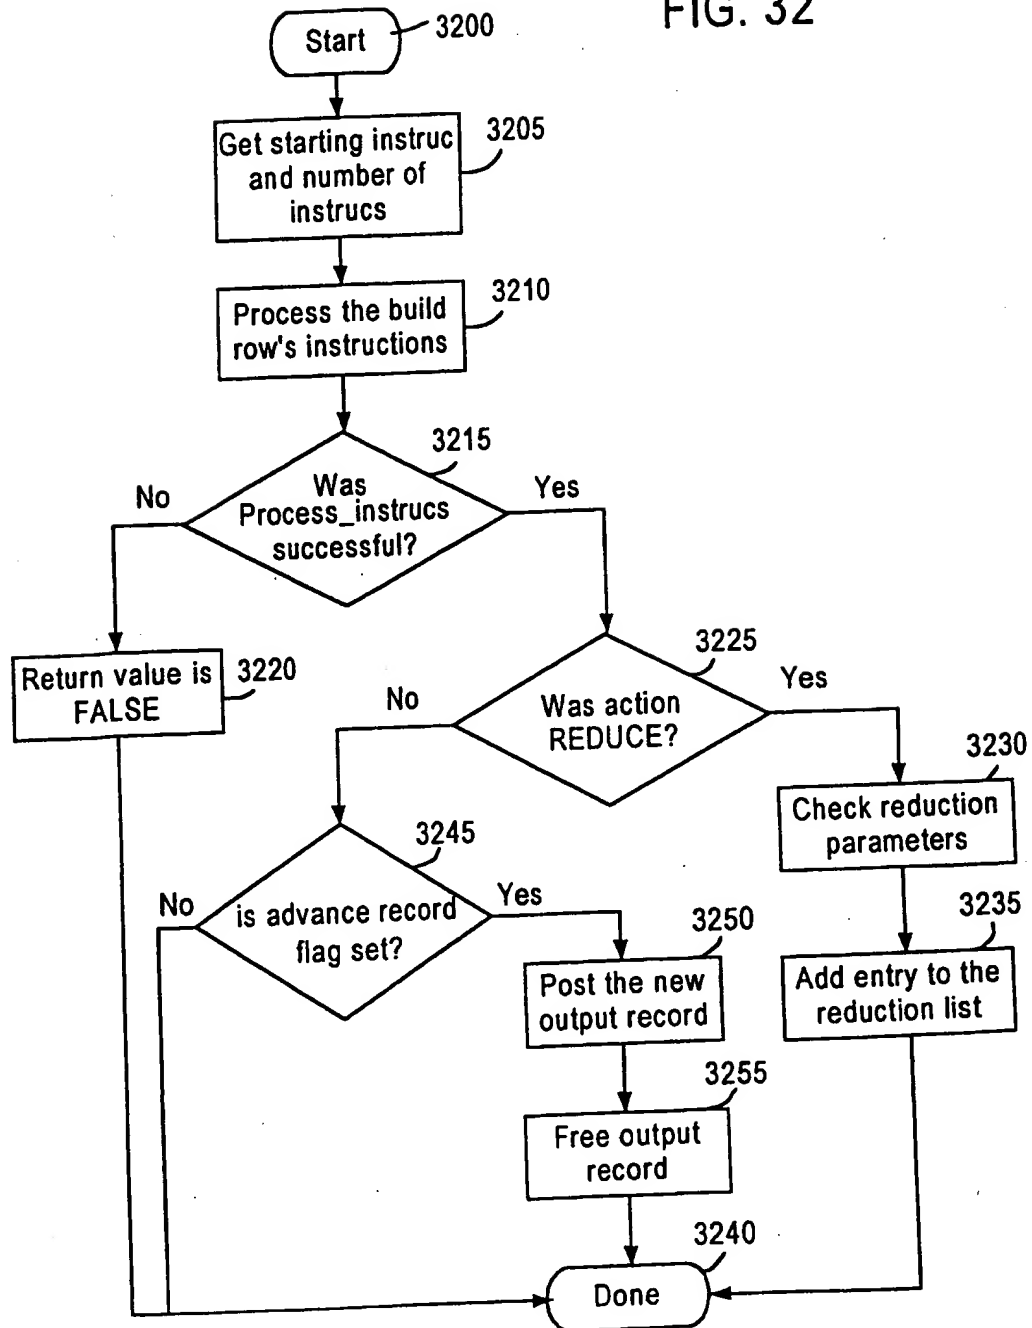 FIG. 32
Start
3200
Get starting instruc
and number of
instrucs
3205
Process the build
row's instructions
3210
Was
Process_instrucs
successful?
3215
No
Yes
Return value is
FALSE
3220
Was action
REDUCE?
3225
No
Yes
Check reduction
parameters
3230
Add entry to the
reduction list
3235
is advance record
flag set?
3245
No
Yes
Post the new
output record
3250
Free output
record
3255
Done
3240